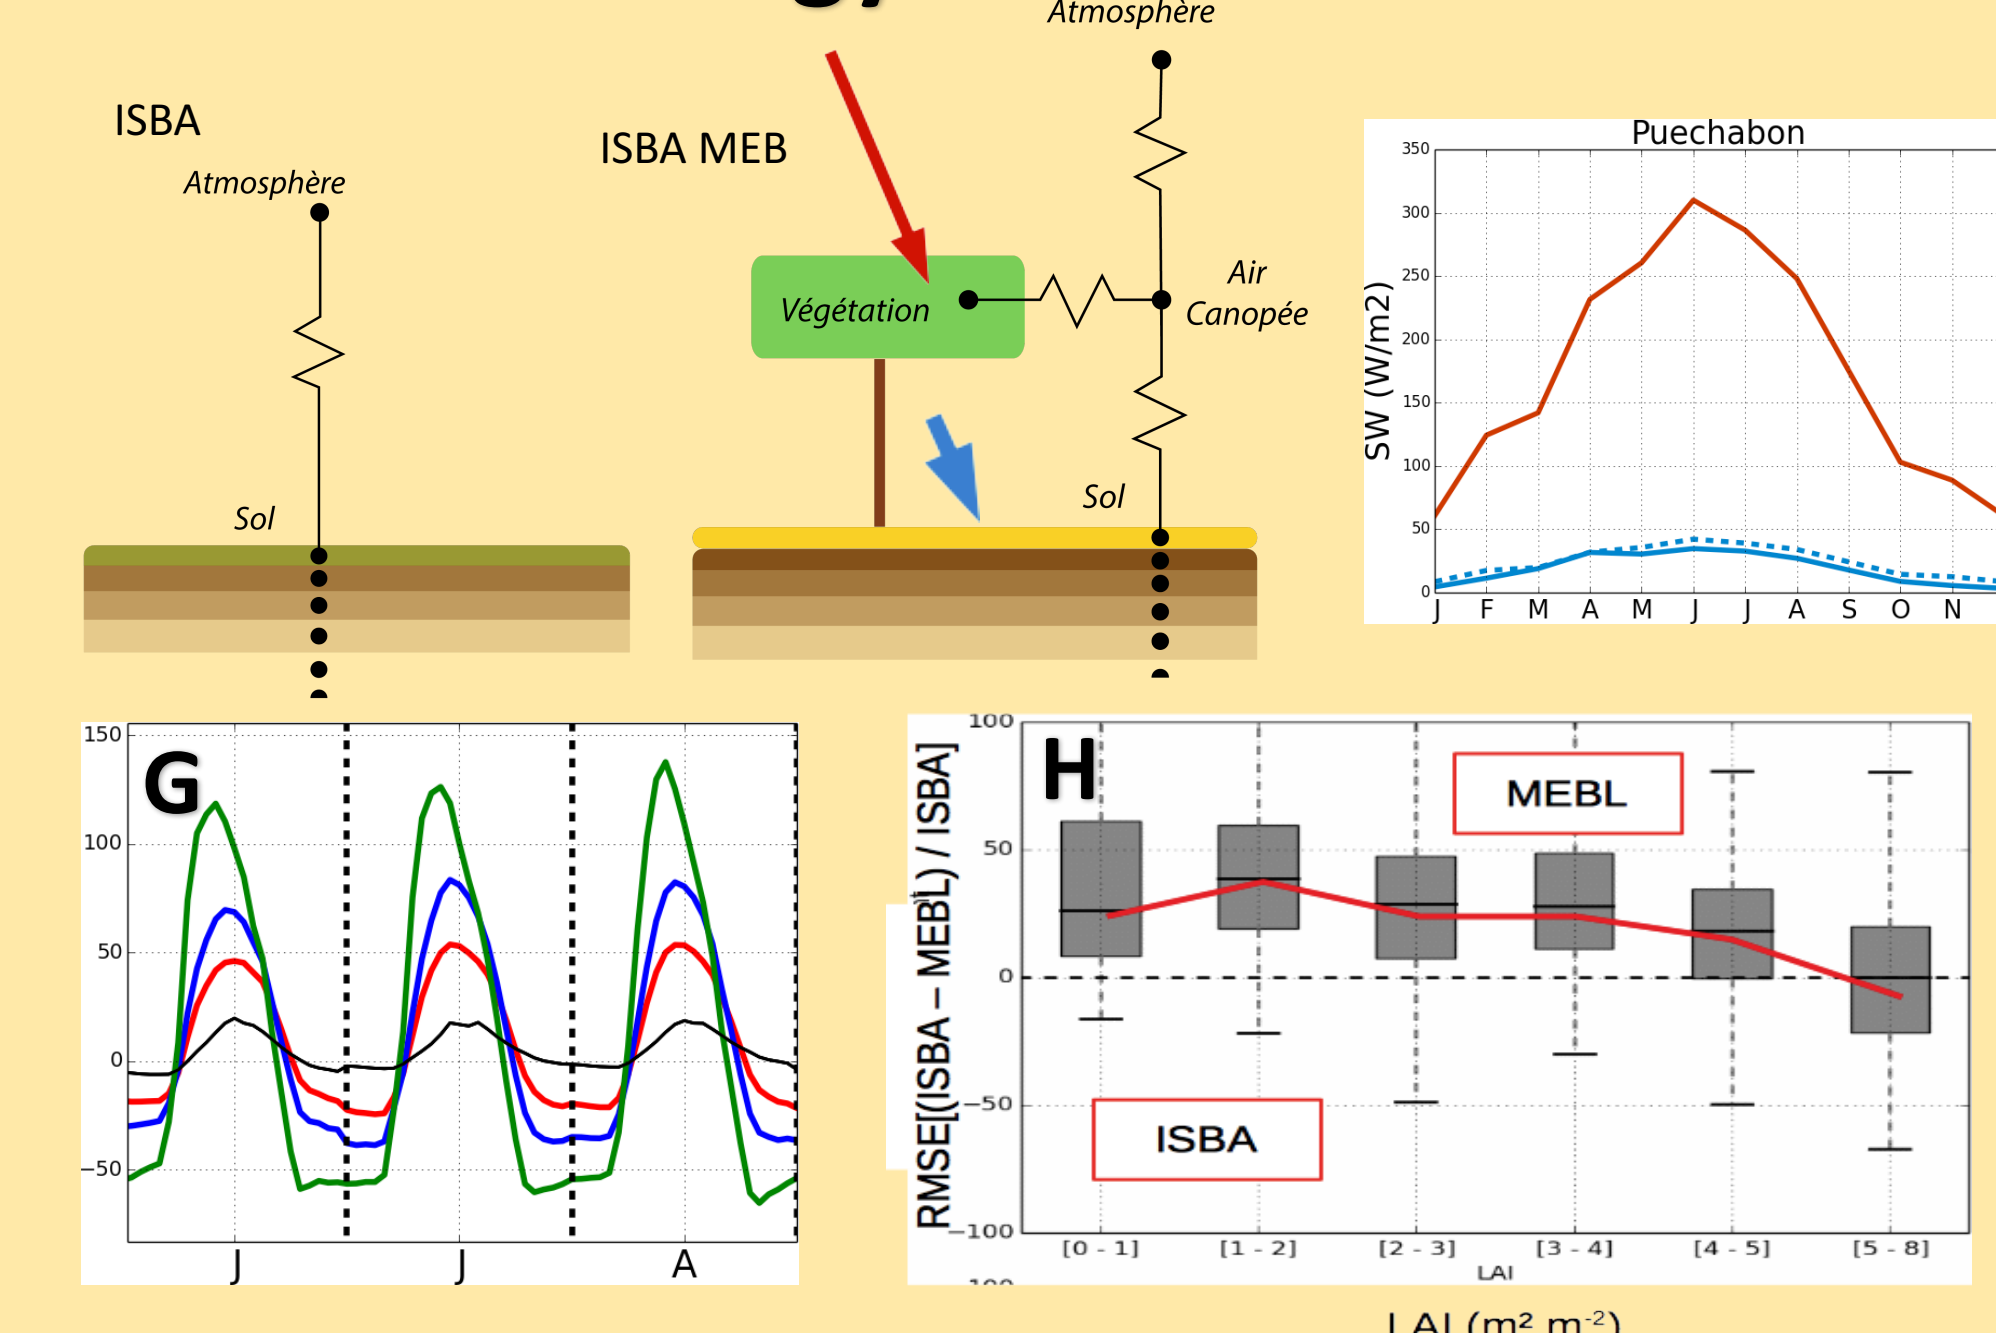 Atmosphère
ISBA
ISBA MEB
Atmosphère
Végétation
Air
Canopée
Sol
Sol
Puechabon
SW (W/m2)
350
300
250
200
150
100
50
0
J F M A M J J A S O N
G
150
100
50
0
−50
J J A
H
RMSE[(ISBA – MEBL) / ISBA]
100
50
0
−50
−100
MEBL
ISBA
[0 - 1] [1 - 2] [2 - 3] [3 - 4] [4 - 5] [5 - 8]
LAI
LAI (m² m-2)